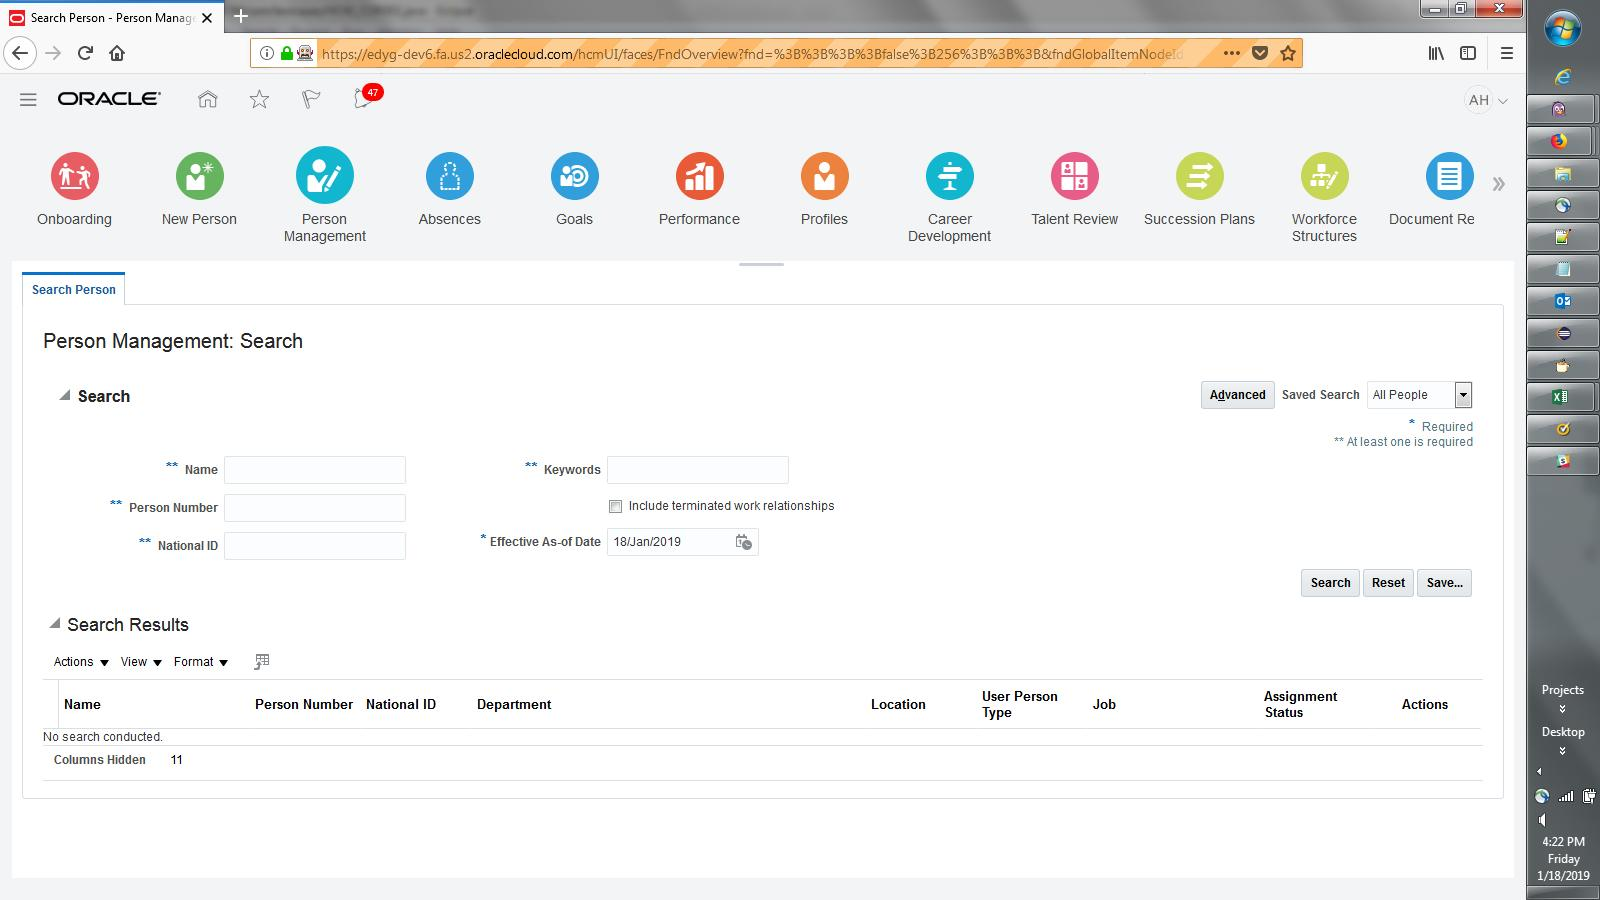 Search Person - Person Manag
https://edyg-dev6.fa.us2.oraclecloud.com/hcmUI/faces/FndOverview?fnd=%3B%3B%3B%3Bfalse%3B256%3B%3B%3B&fndGlobalItemNodeId
ORACLE
47
AH
Onboarding
New Person
Person Management
Absences
Goals
Performance
Profiles
Career Development
Talent Review
Succession Plans
Workforce Structures
Document Re
Search Person
Person Management: Search
Search
Advanced Saved Search All People
* Required
** At least one is required
** Name
** Keywords
** Person Number
Include terminated work relationships
** National ID
* Effective As-of Date 18/Jan/2019
Search Reset Save...
Search Results
Actions View Format
Name Person Number National ID Department Location User Person Type Job Assignment Status Actions
No search conducted.
Columns Hidden 11
Projects
Desktop
4:22 PM
Friday
1/18/2019